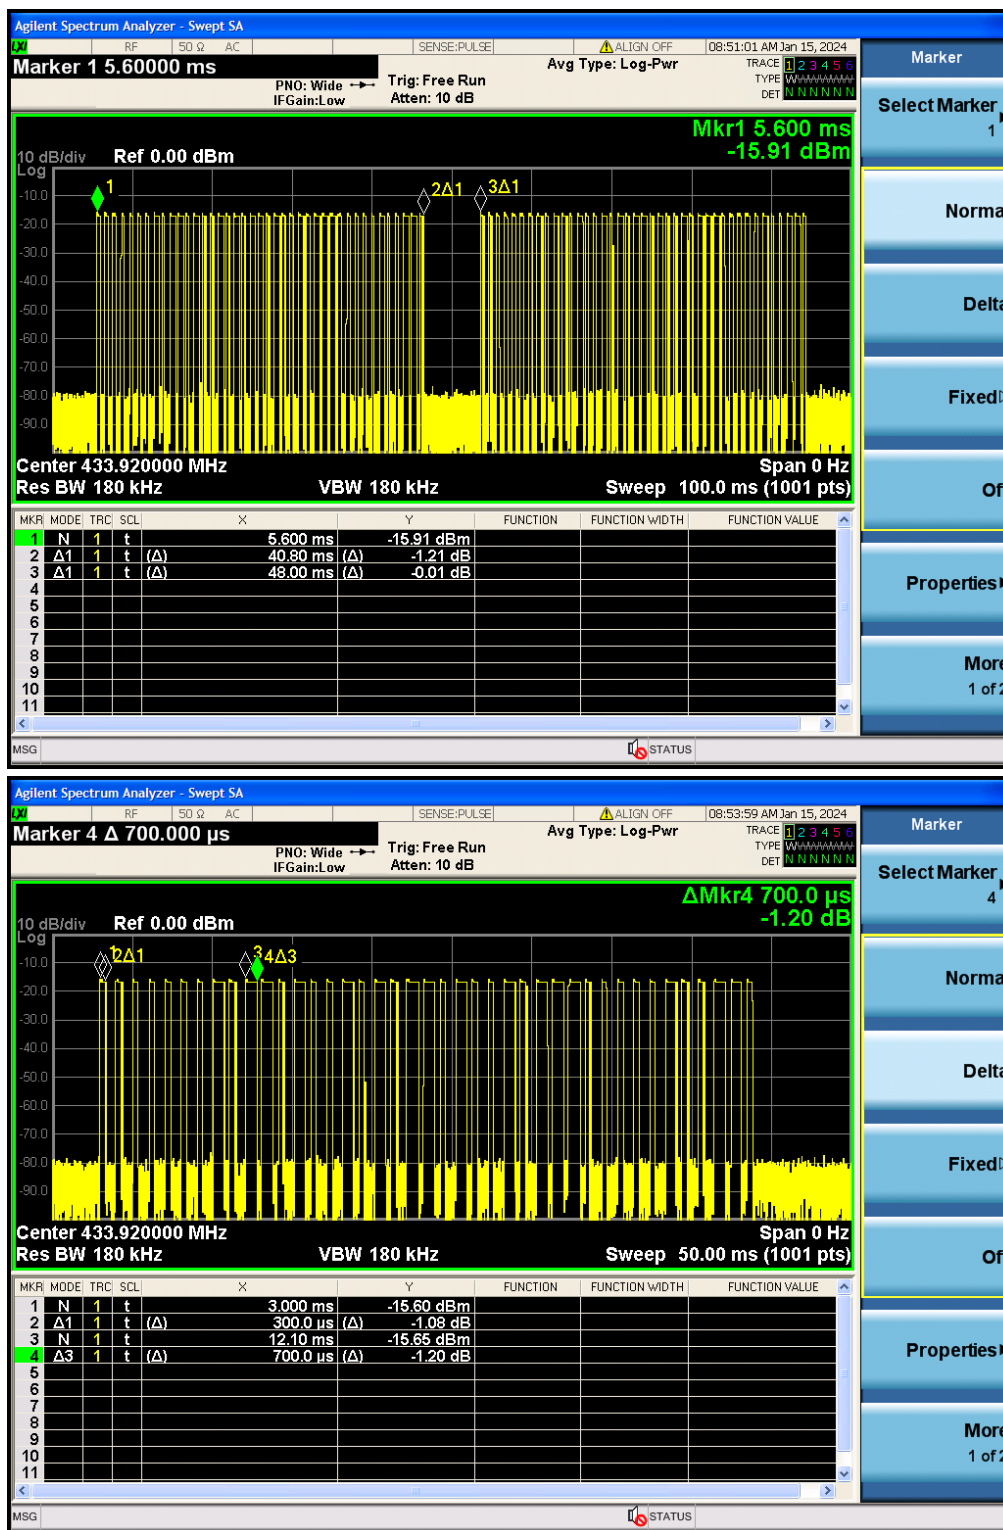 Agilent Spectrum Analyzer - Swept SA
LXI RF 50 Ω AC SENSE:PULSE ALIGN OFF 08:51:01 AM Jan 15, 2024
Marker 1 5.60000 ms
PNO: Wide
IFGain:Low
Trig: Free Run
Atten: 10 dB
Avg Type: Log-Pwr
TRACE 1 2 3 4 5 6
TYPE W
DET N N N N N N
Marker
Select Marker
1
Norma
Delta
Fixed
Of
Properties
More
1 of 2
Mkr1 5.600 ms
-15.91 dBm
10 dB/div Ref 0.00 dBm
Log
1 2Δ1 3Δ1
-10.0
-20.0
-30.0
-40.0
-50.0
-60.0
-70.0
-80.0
-90.0
Center 433.920000 MHz Span 0 Hz
Res BW 180 kHz VBW 180 kHz Sweep 100.0 ms (1001 pts)
MKR MODE TRC SCL X Y FUNCTION FUNCTION WIDTH FUNCTION VALUE
1 N 1 t 5.600 ms -15.91 dBm
2 Δ1 1 t (Δ) 40.80 ms (Δ) -1.21 dB
3 Δ1 1 t (Δ) 48.00 ms (Δ) -0.01 dB
4
5
6
7
8
9
10
11
MSG STATUS
Agilent Spectrum Analyzer - Swept SA
LXI RF 50 Ω AC SENSE:PULSE ALIGN OFF 08:53:59 AM Jan 15, 2024
Marker 4 Δ 700.000 µs
PNO: Wide
IFGain:Low
Trig: Free Run
Atten: 10 dB
Avg Type: Log-Pwr
TRACE 1 2 3 4 5 6
TYPE W
DET N N N N N N
Marker
Select Marker
4
Norma
Delta
Fixed
Of
Properties
More
1 of 2
ΔMkr4 700.0 µs
-1.20 dB
10 dB/div Ref 0.00 dBm
Log
1 2Δ1 3 4Δ3
-10.0
-20.0
-30.0
-40.0
-50.0
-60.0
-70.0
-80.0
-90.0
Center 433.920000 MHz Span 0 Hz
Res BW 180 kHz VBW 180 kHz Sweep 50.00 ms (1001 pts)
MKR MODE TRC SCL X Y FUNCTION FUNCTION WIDTH FUNCTION VALUE
1 N 1 t 3.000 ms -15.60 dBm
2 Δ1 1 t (Δ) 300.0 µs (Δ) -1.08 dB
3 N 1 t 12.10 ms -15.65 dBm
4 Δ3 1 t (Δ) 700.0 µs (Δ) -1.20 dB
5
6
7
8
9
10
11
MSG STATUS